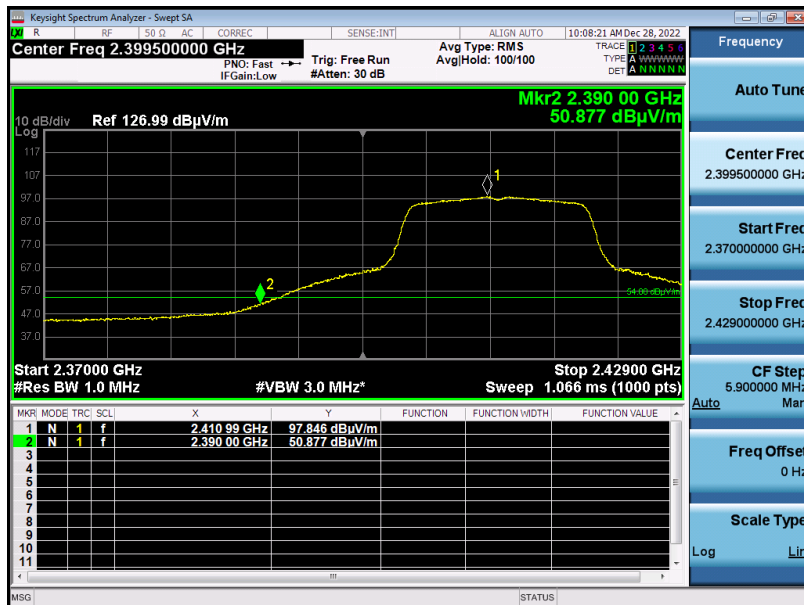 Keysight Spectrum Analyzer - Swept SA
LXI R RF 50 Ω AC CORREC SENSE:INT ALIGN AUTO 10:08:21 AM Dec 28, 2022
Center Freq 2.399500000 GHz
PNO: Fast
IFGain:Low
Trig: Free Run
#Atten: 30 dB
Avg Type: RMS
Avg|Hold: 100/100
TRACE 1 2 3 4 5 6
TYPE A WWWWW
DET A N N N N N
Mkr2 2.390 00 GHz
50.877 dBµV/m
10 dB/div Ref 126.99 dBµV/m
Log
117
107
97.0
87.0
77.0
67.0
57.0
47.0
37.0
1
2
54.00 dBµV/m
Start 2.37000 GHz Stop 2.42900 GHz
#Res BW 1.0 MHz #VBW 3.0 MHz* Sweep 1.066 ms (1000 pts)
MKR MODE TRC SCL X Y FUNCTION FUNCTION WIDTH FUNCTION VALUE
1 N 1 f 2.410 99 GHz 97.846 dBµV/m
2 N 1 f 2.390 00 GHz 50.877 dBµV/m
3
4
5
6
7
8
9
10
11
MSG STATUS
Frequency
Auto Tune
Center Freq
2.399500000 GHz
Start Freq
2.370000000 GHz
Stop Freq
2.429000000 GHz
CF Step
5.900000 MHz
Auto Man
Freq Offset
0 Hz
Scale Type
Log Lin